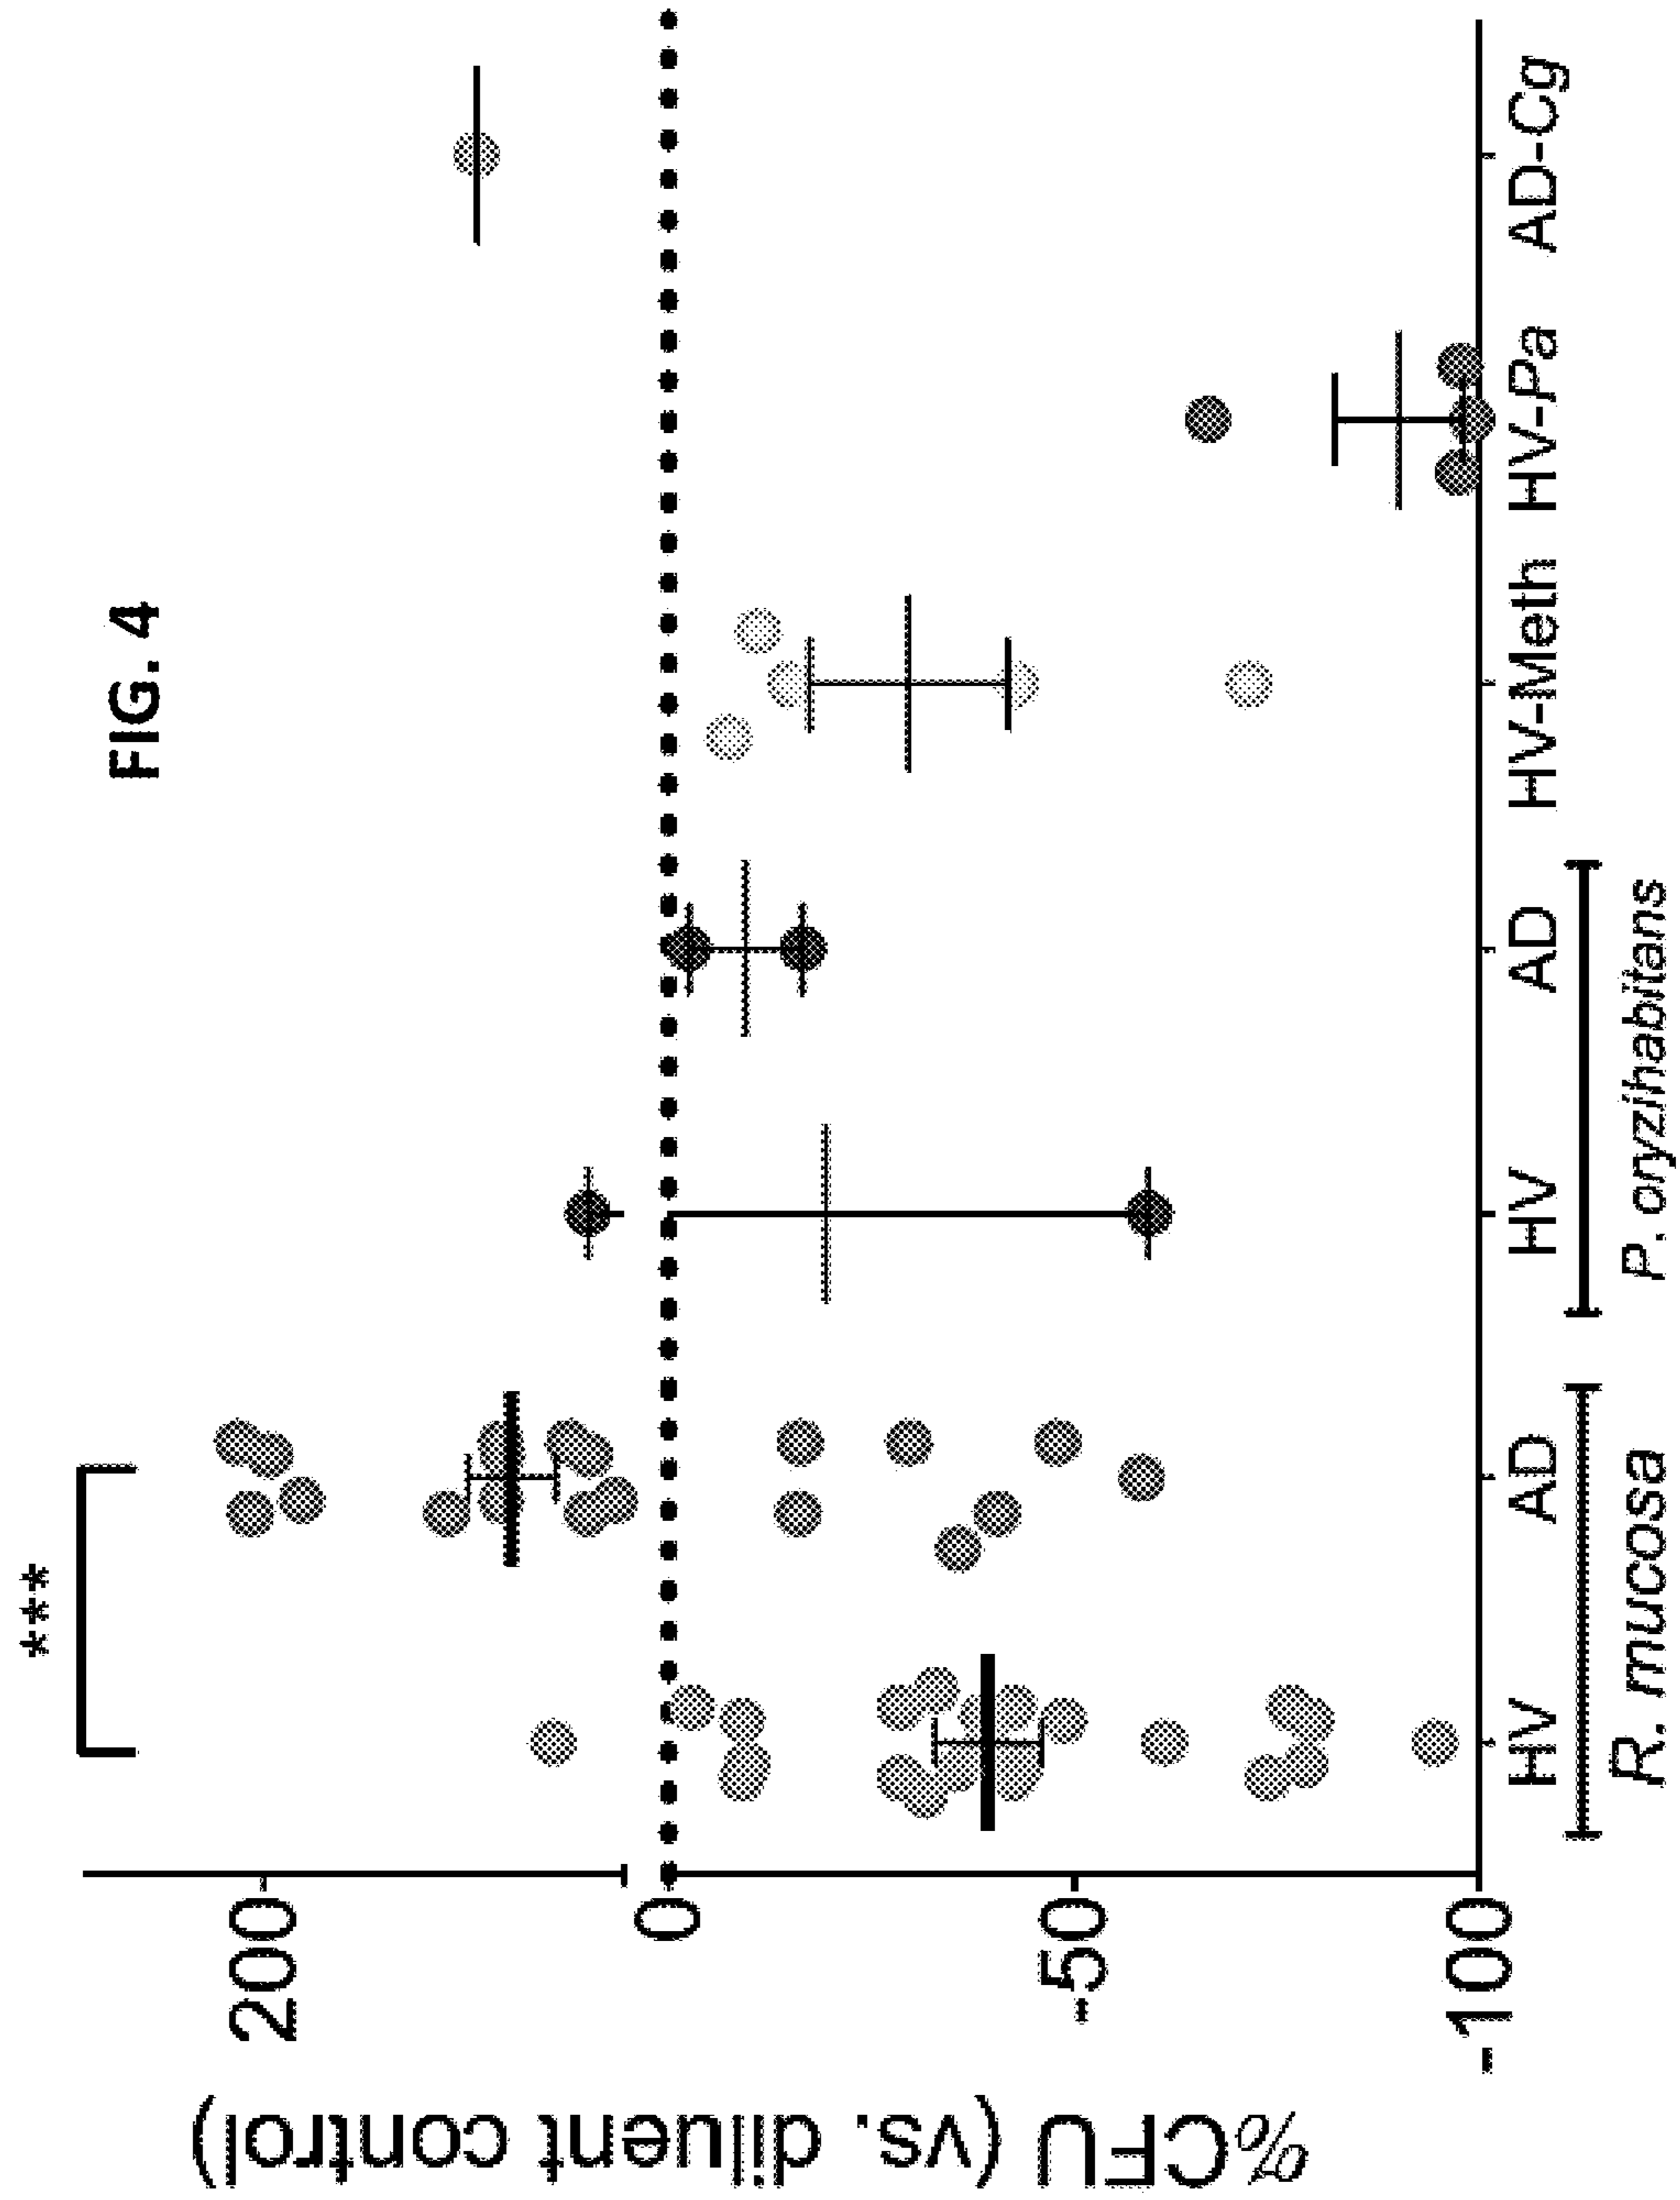 FIG. 4
***
%CFU (vs. diluent control)
200
0
-50
-100
HV AD HV AD HV-Meth HV-Pa AD-Cg
R. mucosa P. oryzihabitans